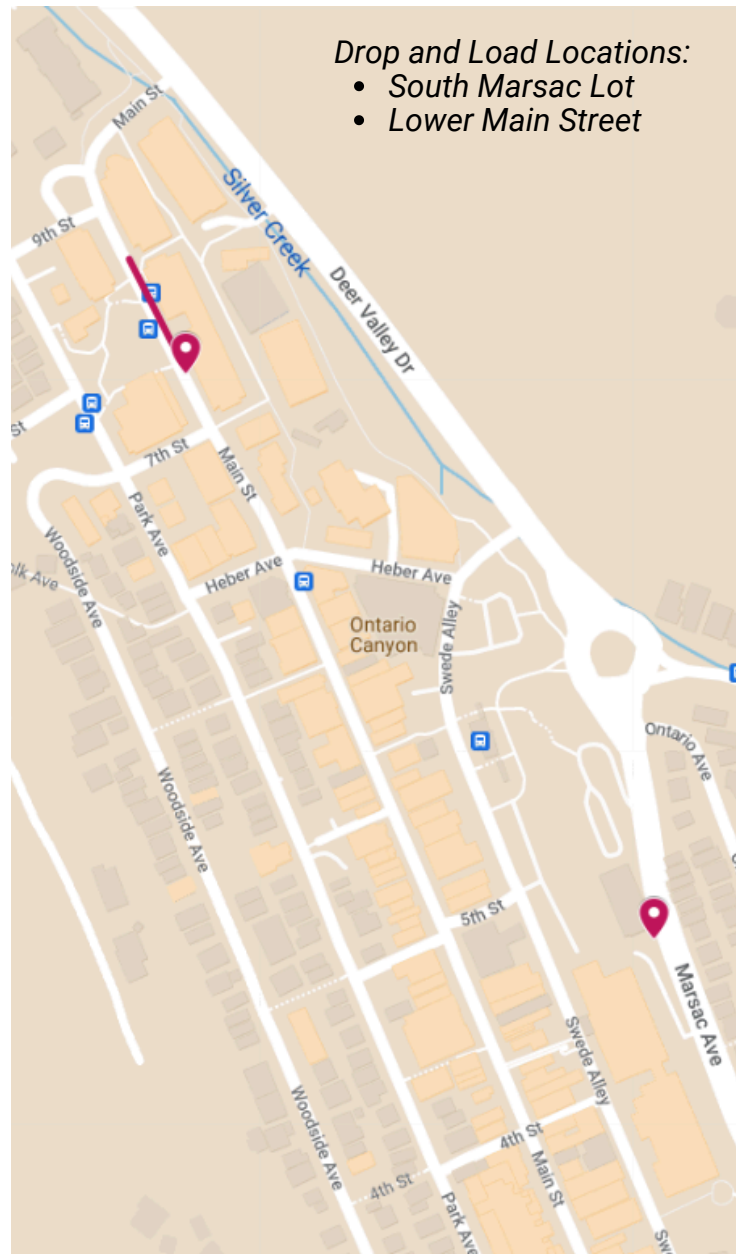 Drop and Load Locations:
• South Marsac Lot
• Lower Main Street
Main St
Silver Creek
9th St
Deer Valley Dr
St
7th St
Main St
Park Ave
Woodside Ave
Heber Ave
Heber Ave
Ontario
Canyon
Swede Alley
Ontario Ave
Woodside Ave
5th St
Marsac Ave
Swede Alley
Woodside Ave
4th St
Main St
4th St
Park Ave